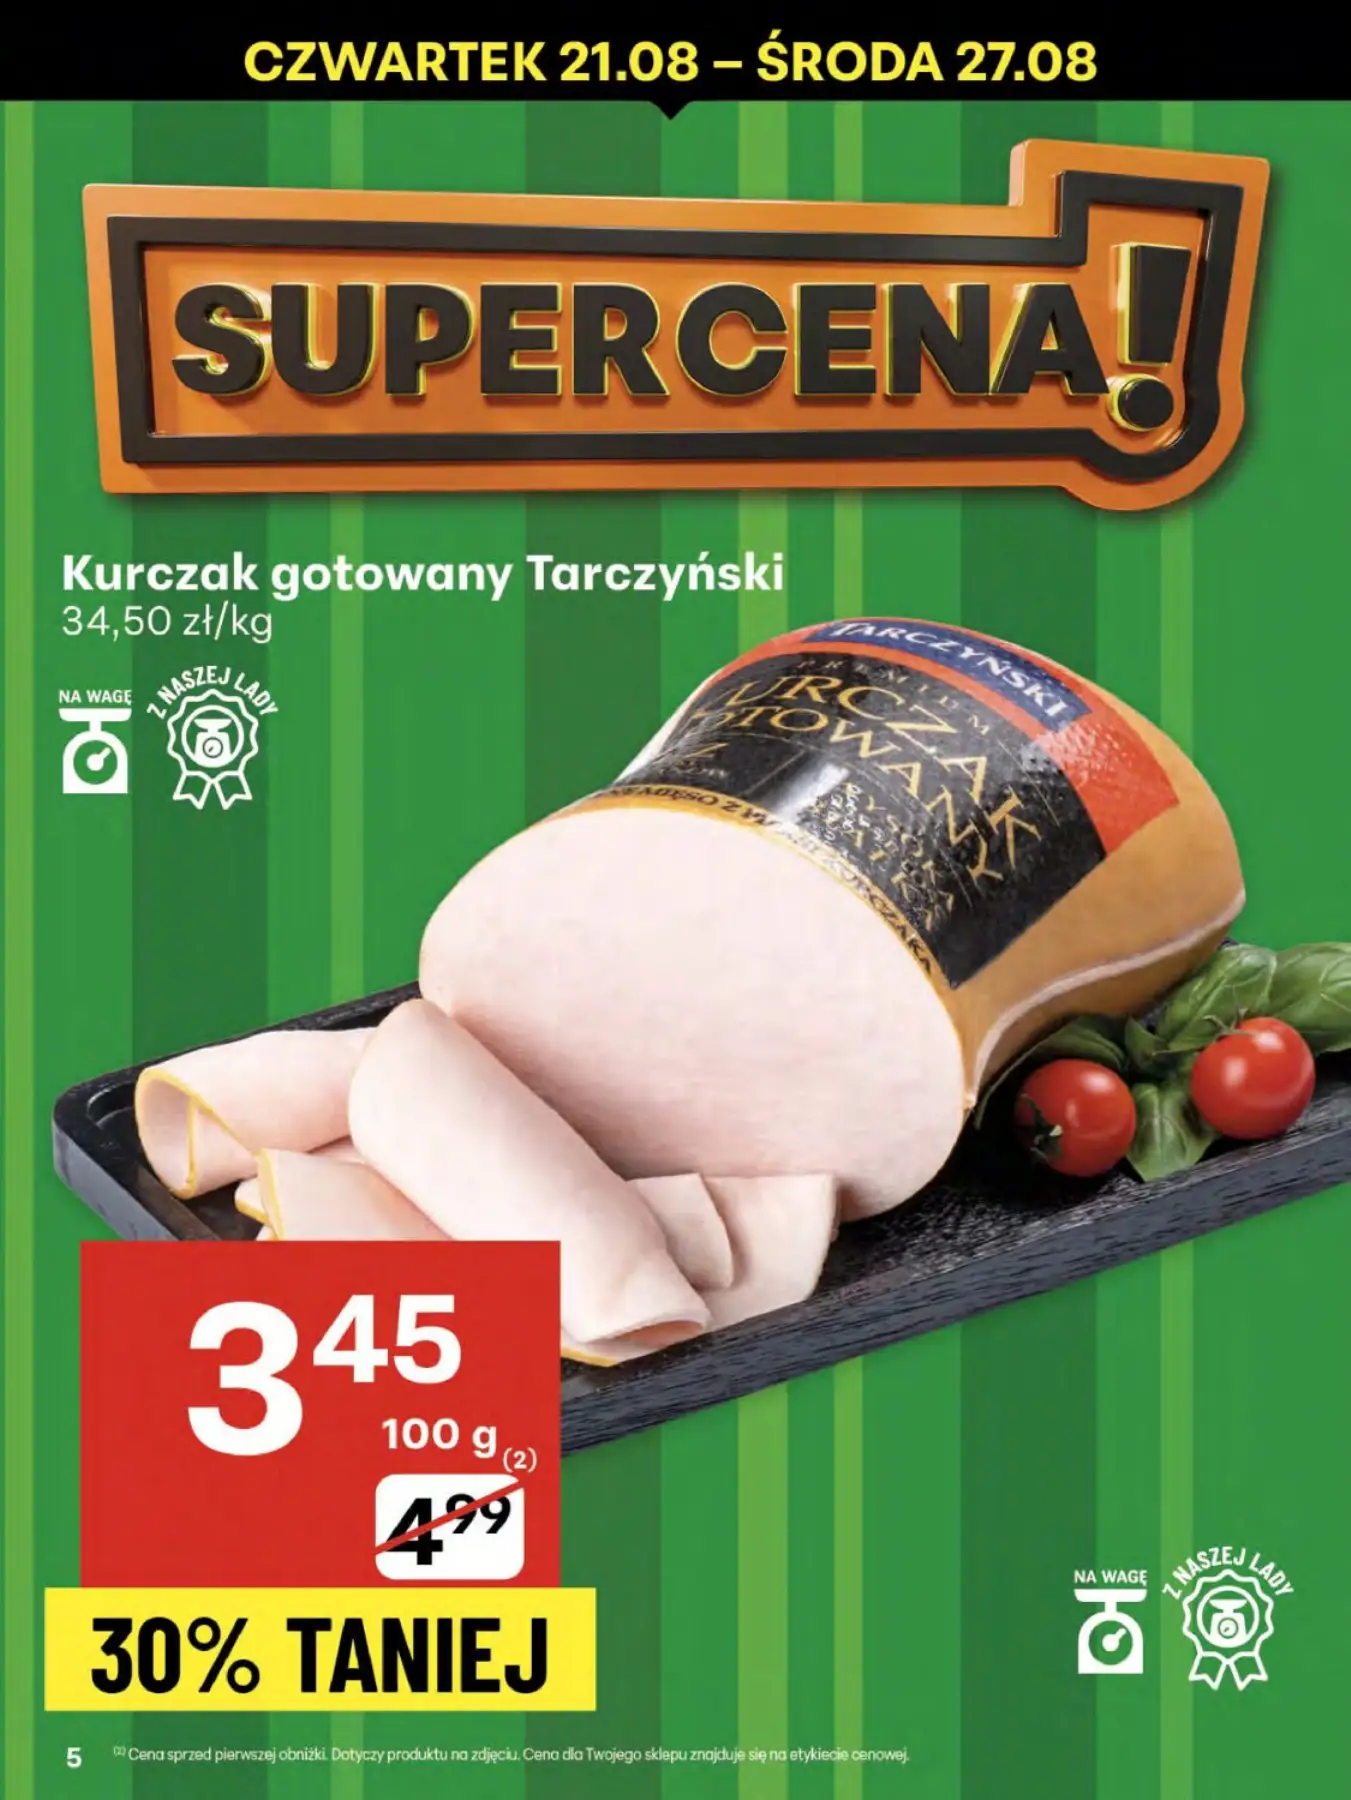 CZWARTEK 21.08 – ŚRODA 27.08
SUPERCENA!
Kurczak gotowany Tarczyński
34,50 zł/kg
NA WAGĘ
Z NASZEJ LADY
TARCZYŃSKI
PREMIUM
KURCZAK
GOTOWANY
3 45
100 g (2)
4 99
30% TANIEJ
NA WAGĘ
Z NASZEJ LADY
5
(2) Cena sprzed pierwszej obniżki. Dotyczy produktu na zdjęciu. Cena dla Twojego sklepu znajduje się na etykiecie cenowej.